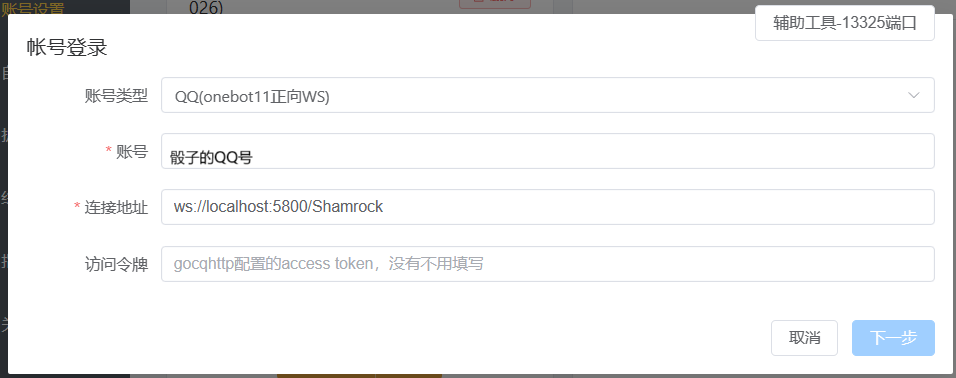 账号设置
026)
辅助工具-13325端口
帐号登录
账号类型
QQ(onebot11正向WS)
* 账号
骰子的QQ号
* 连接地址
ws://localhost:5800/Shamrock
访问令牌
gocqhttp配置的access token，没有不用填写
取消
下一步